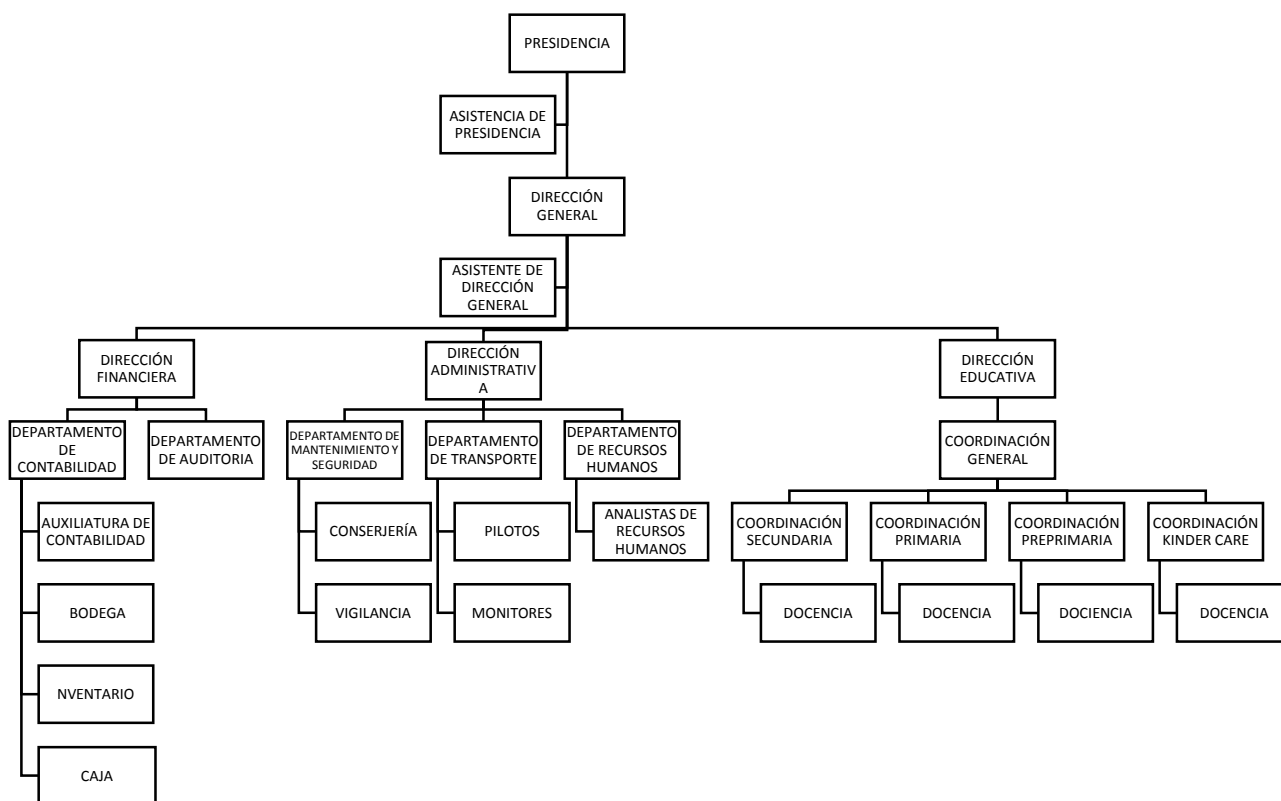 PRESIDENCIA
ASISTENCIA DE
PRESIDENCIA
DIRECCIÓN
GENERAL
ASISTENTE DE
DIRECCIÓN
GENERAL
DIRECCIÓN
FINANCIERA
DIRECCIÓN
ADMINISTRATIV
A
DIRECCIÓN
EDUCATIVA
DEPARTAMENTO
DE
CONTABILIDAD
DEPARTAMENTO
DE AUDITORIA
DEPARTAMENTO DE
MANTENIMIENTO Y
SEGURIDAD
DEPARTAMENTO
DE TRANSPORTE
DEPARTAMENTO
DE RECURSOS
HUMANOS
COORDINACIÓN
GENERAL
AUXILIATURA DE
CONTABILIDAD
CONSERJERÍA
PILOTOS
ANALISTAS DE
RECURSOS
HUMANOS
COORDINACIÓN
SECUNDARIA
COORDINACIÓN
PRIMARIA
COORDINACIÓN
PREPRIMARIA
COORDINACIÓN
KINDER CARE
BODEGA
VIGILANCIA
MONITORES
DOCENCIA
DOCENCIA
DOCIENCIA
DOCENCIA
NVENTARIO
CAJA